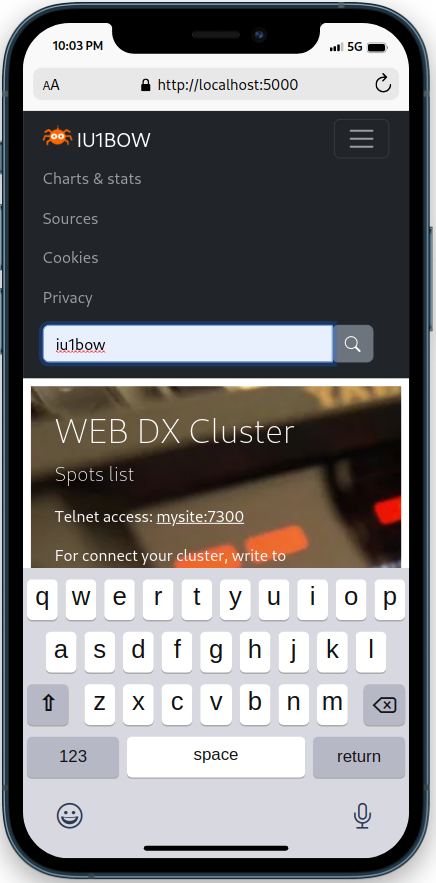 10:03 PM 5G
AA http://localhost:5000
IU1BOW
Charts & stats
Sources
Cookies
Privacy
iu1bow
WEB DX Cluster
Spots list
Telnet access: mysite:7300
For connect your cluster, write to
q w e r t y u i o p
a s d f g h j k l
z x c v b n m
123 space return